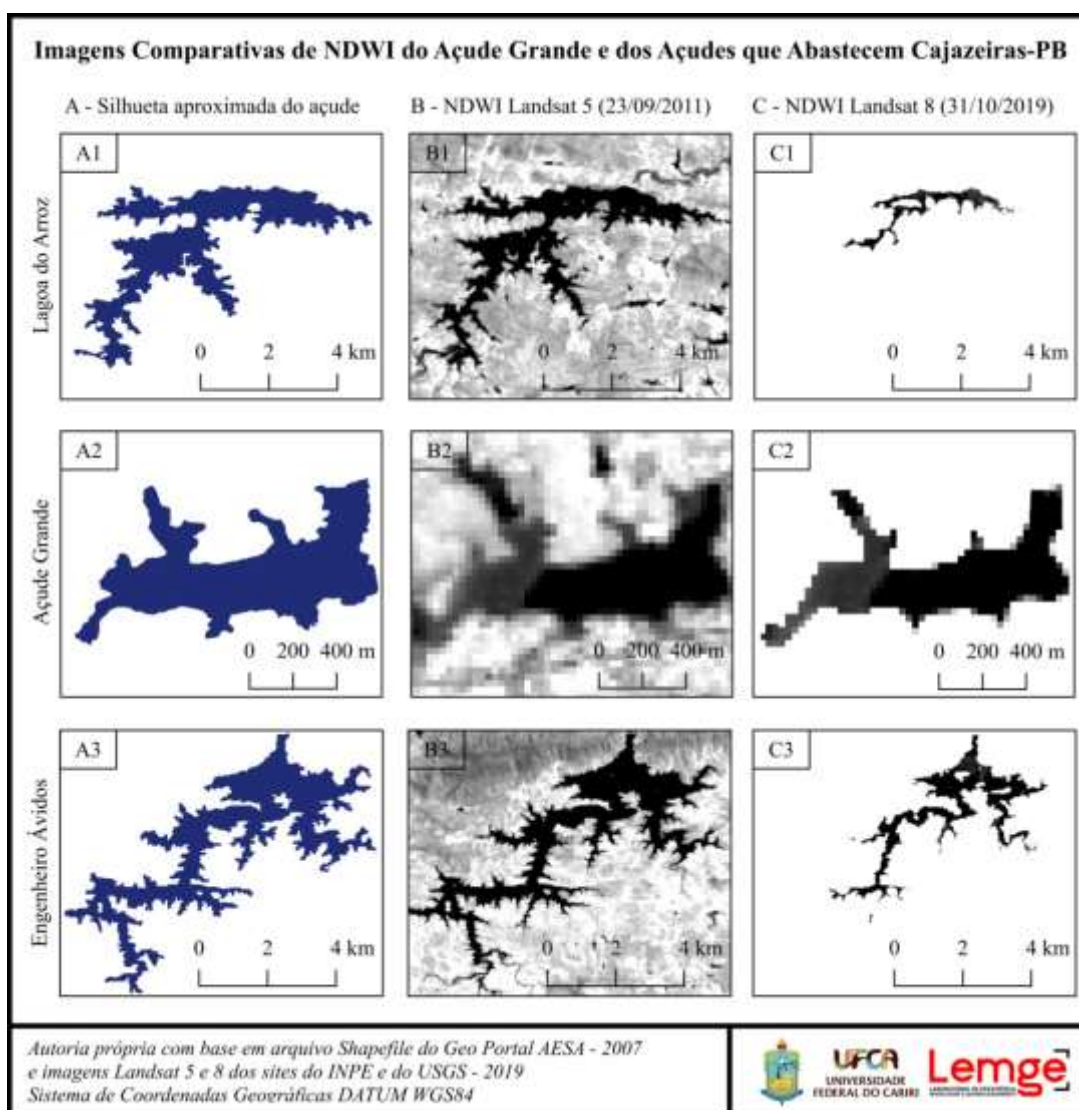 Imagens Comparativas de NDWI do Açude Grande e dos Açudes que Abastecem Cajazeiras-PB
A - Silhueta aproximada do açude
B - NDWI Landsat 5 (23/09/2011)
C - NDWI Landsat 8 (31/10/2019)
Lagoa do Arroz
A1
0 2 4 km
B1
0 2 4 km
C1
0 2 4 km
Açude Grande
A2
0 200 400 m
B2
0 200 400 m
C2
0 200 400 m
Engenheiro Ávidos
A3
0 2 4 km
B3
0 2 4 km
C3
0 2 4 km
Autoria própria com base em arquivo Shapefile do Geo Portal AESA - 2007
e imagens Landsat 5 e 8 dos sites do INPE e do USGS - 2019
Sistema de Coordenadas Geográficas DATUM WGS84
UFCA
UNIVERSIDADE
FEDERAL DO CARIRI
Lemge